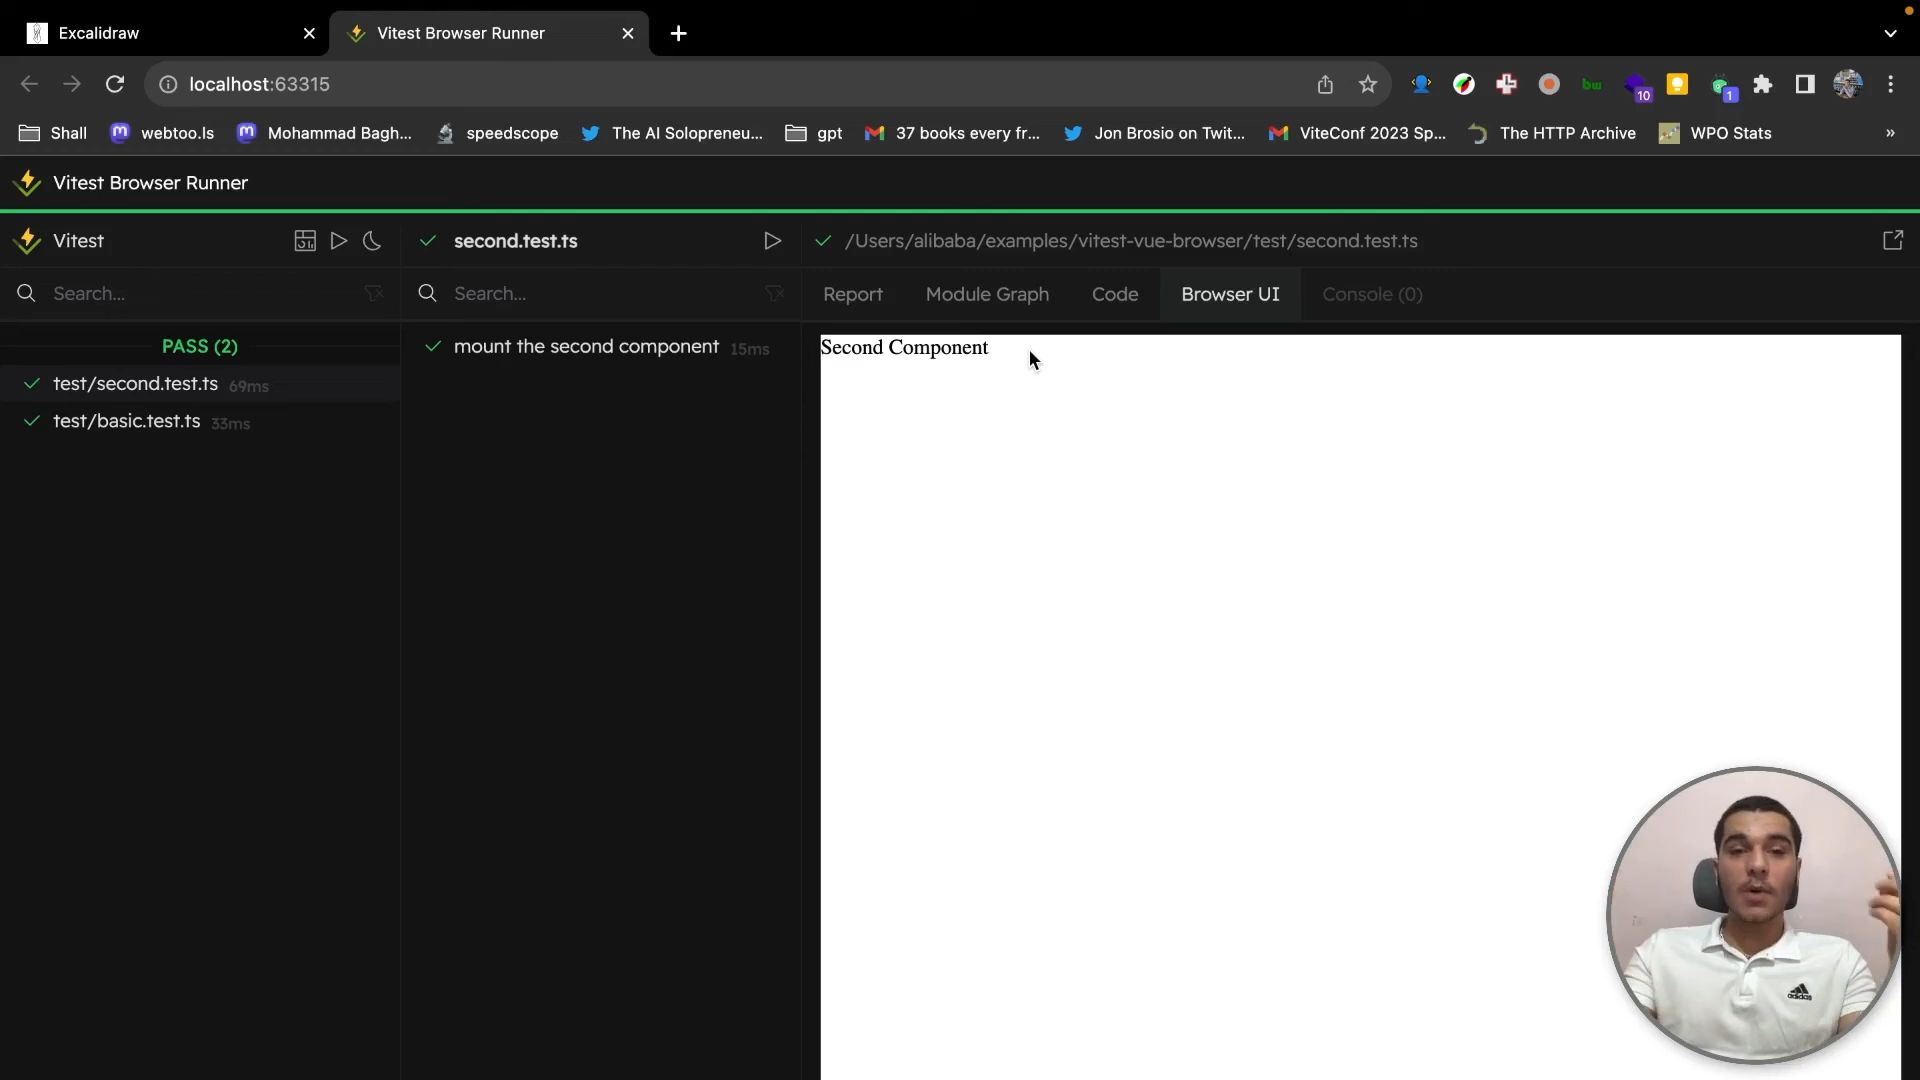 Excalidraw
Vitest Browser Runner
localhost:63315
bw
10
1
Shall
webtoo.ls
Mohammad Bagh...
speedscope
The AI Solopreneu...
gpt
37 books every fr...
Jon Brosio on Twit...
ViteConf 2023 Sp...
The HTTP Archive
WPO Stats
»
Vitest Browser Runner
Vitest
second.test.ts
/Users/alibaba/examples/vitest-vue-browser/test/second.test.ts
Search...
Search...
Report
Module Graph
Code
Browser UI
Console (0)
PASS (2)
test/second.test.ts 69ms
test/basic.test.ts 33ms
mount the second component 15ms
Second Component
adidas